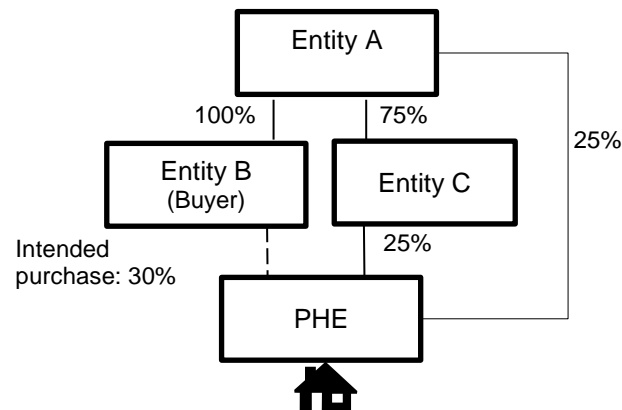 Entity A
100%
75%
25%
Entity B
(Buyer)
Entity C
Intended
purchase: 30%
25%
PHE